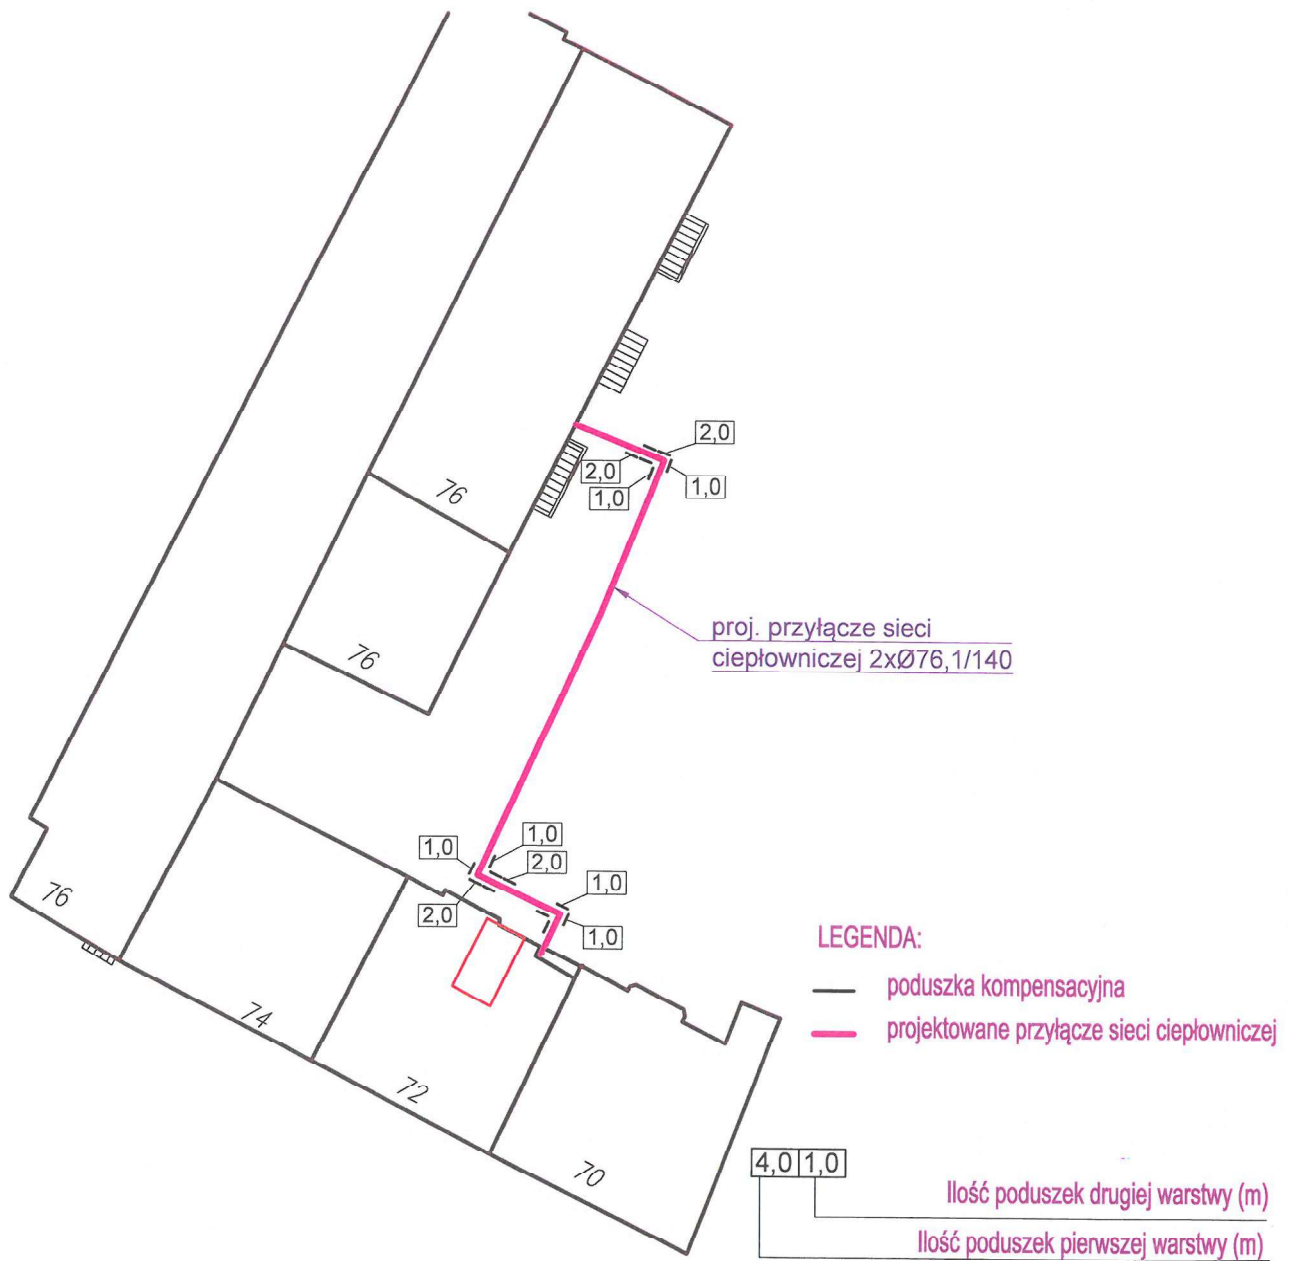 2,0
2,0
1,0
1,0
76
76
proj. przyłącze sieci
ciepłowniczej 2xØ76,1/140
1,0
1,0
2,0
2,0
1,0
1,0
76
74
72
70
LEGENDA:
poduszka kompensacyjna
projektowane przyłącze sieci ciepłowniczej
4,0 1,0
Ilość poduszek drugiej warstwy (m)
Ilość poduszek pierwszej warstwy (m)